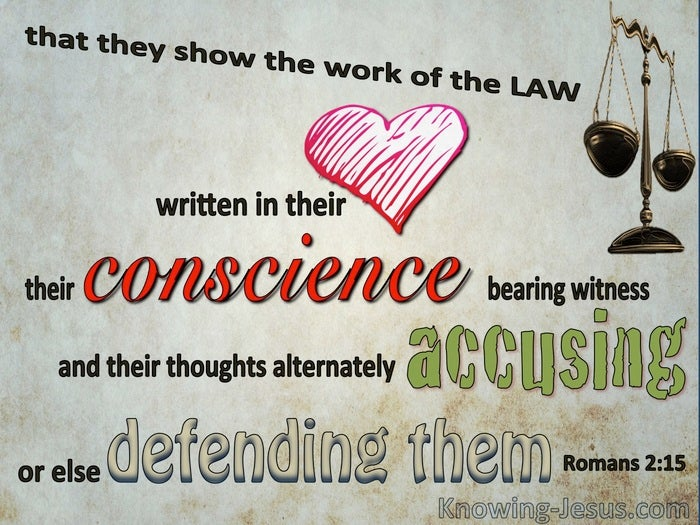 that they show the work of the LAW
written in their
their conscience bearing witness
and their thoughts alternately accusing
or else defending them Romans 2:15
Knowing-Jesus.com